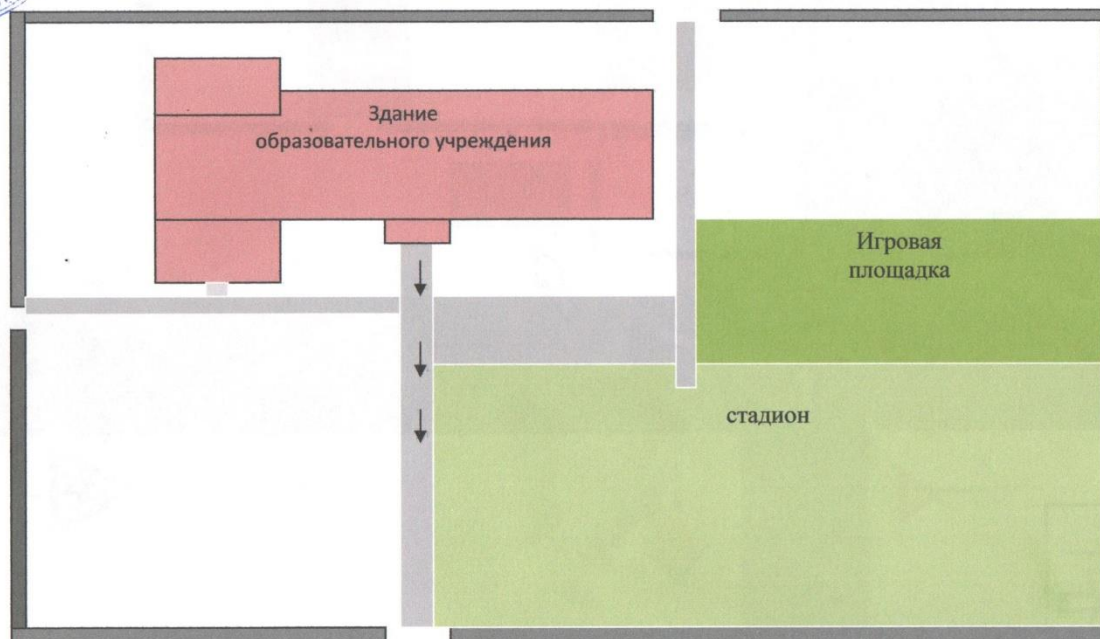 Здание
образовательного учреждения
Игровая
площадка
стадион